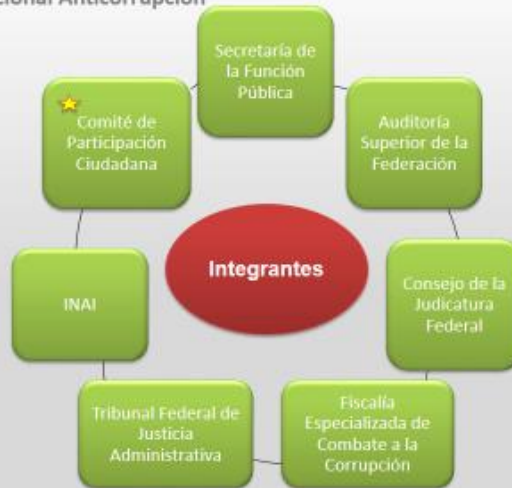 Anticorrupción
Secretaría de
la Función
Pública
Auditoría
Superior de la
Federación
Consejo de la
Judicatura
Federal
Fiscalía
Especializada de
Combate a la
Corrupción
Tribunal Federal de
Justicia
Administrativa
INAI
Comité de
Participación
Ciudadana
Integrantes